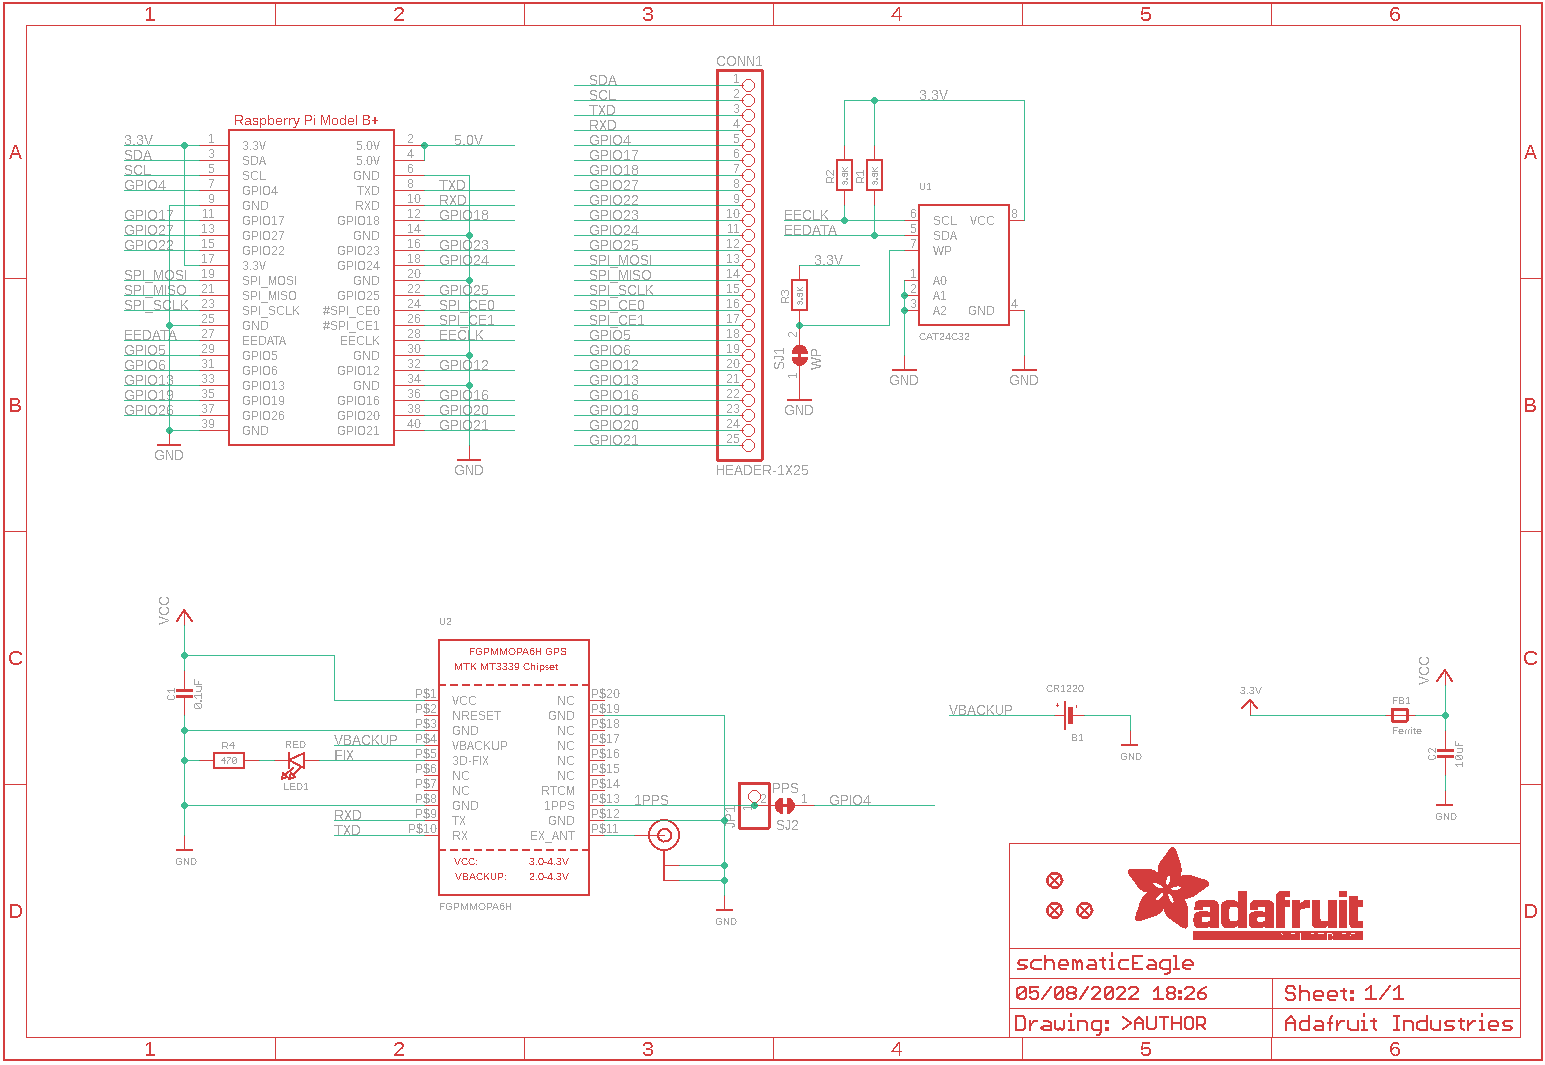 1 2 3 4 5 6
A
B
C
D
A
B
C
D
Raspberry Pi Model B+
3.3V 1 3.3V 5.0V 2 5.0V
SDA 3 SDA 5.0V 4
SCL 5 SCL GND 6
GPIO4 7 GPIO4 TXD 8 TXD
9 GND RXD 10 RXD
GPIO17 11 GPIO17 GPIO18 12 GPIO18
GPIO27 13 GPIO27 GND 14
GPIO22 15 GPIO22 GPIO23 16 GPIO23
17 3.3V GPIO24 18 GPIO24
SPI_MOSI 19 SPI_MOSI GND 20
SPI_MISO 21 SPI_MISO GPIO25 22 GPIO25
SPI_SCLK 23 SPI_SCLK #SPI_CE0 24 SPI_CE0
25 GND #SPI_CE1 26 SPI_CE1
EEDATA 27 EEDATA EECLK 28 EECLK
GPIO5 29 GPIO5 GND 30
GPIO6 31 GPIO6 GPIO12 32 GPIO12
GPIO13 33 GPIO13 GND 34
GPIO19 35 GPIO19 GPIO16 36 GPIO16
GPIO26 37 GPIO26 GPIO20 38 GPIO20
39 GND GPIO21 40 GPIO21
GND
GND
CONN1
SDA 1
SCL 2
TXD 3
RXD 4
GPIO4 5
GPIO17 6
GPIO18 7
GPIO27 8
GPIO22 9
GPIO23 10
GPIO24 11
GPIO25 12
SPI_MOSI 13
SPI_MISO 14
SPI_SCLK 15
SPI_CE0 16
SPI_CE1 17
GPIO5 18
GPIO6 19
GPIO12 20
GPIO13 21
GPIO16 22
GPIO19 23
GPIO20 24
GPIO21 25
HEADER-1X25
3.3V
R2 3.9K R1 3.9K
U1
EECLK 6 SCL VCC 8
EEDATA 5 SDA
7 WP
1 A0
2 A1
3 A2 GND 4
CAT24C32
3.3V
R3 3.9K
2
SJ1 WP
1
GND
GND
GND
VCC
C1 0.1uF
R4
470
RED
LED1
GND
U2
FGPMMOPA6H GPS
MTK MT3339 Chipset
P$1 VCC NC P$20
P$2 NRESET GND P$19
P$3 GND NC P$18
VBACKUP P$4 VBACKUP NC P$17
FIX P$5 3D-FIX NC P$16
P$6 NC NC P$15
P$7 NC RTCM P$14
P$8 GND 1PPS P$13 1PPS
RXD P$9 TX GND P$12
TXD P$10 RX EX_ANT P$11
VCC: 3.0-4.3V
VBACKUP: 2.0-4.3V
FGPMMOPA6H
JP1 1 2
PPS
1 GPIO4
SJ2
GND
CR1220
VBACKUP + -
B1
GND
3.3V
FB1
Ferrite
VCC
C2 10uF
GND
adafruit
schematicEagle
05/08/2022 18:26 Sheet: 1/1
Drawing: >AUTHOR Adafruit Industries
1 2 3 4 5 6